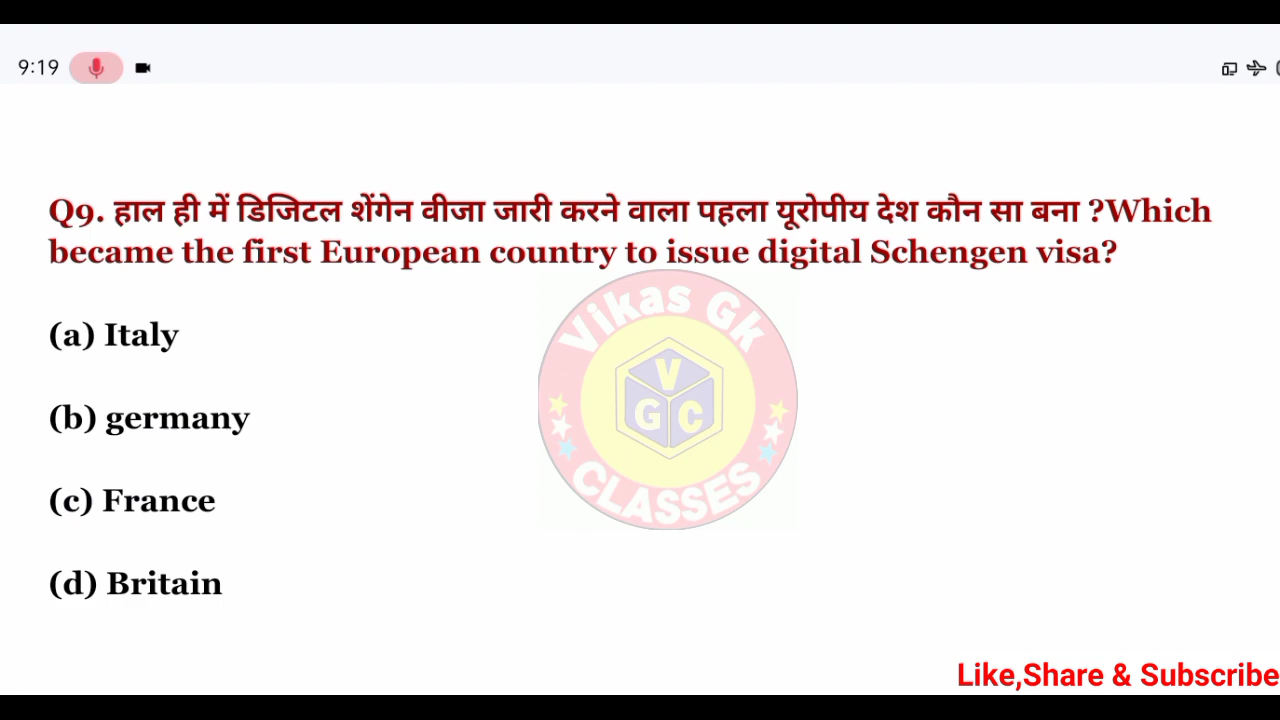 9:19
Q9. हाल ही में डिजिटल शेंगेन वीजा जारी करने वाला पहला यूरोपीय देश कौन सा बना ?Which
became the first European country to issue digital Schengen visa?
(a) Italy
(b) germany
(c) France
(d) Britain
Vikas Gk
V
G C
CLASSES
Like,Share & Subscribe